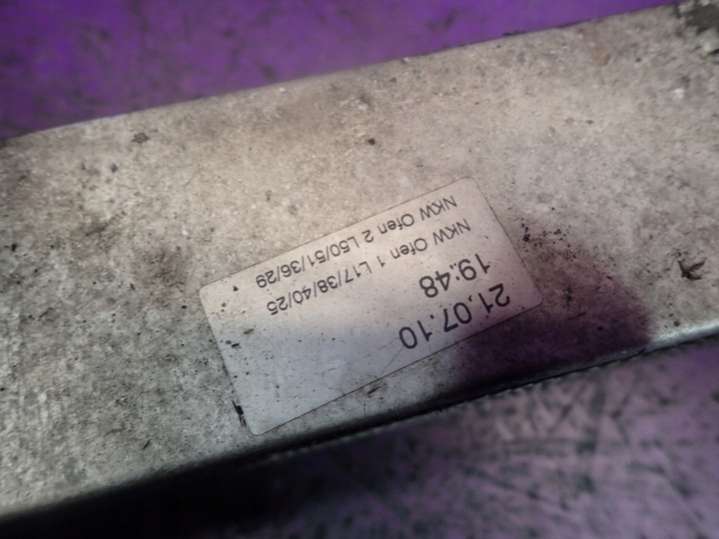 21.07.10
19:48
NKW Ofen 1 L17/38/40/25
NKW Ofen 2 L50/51/36/29